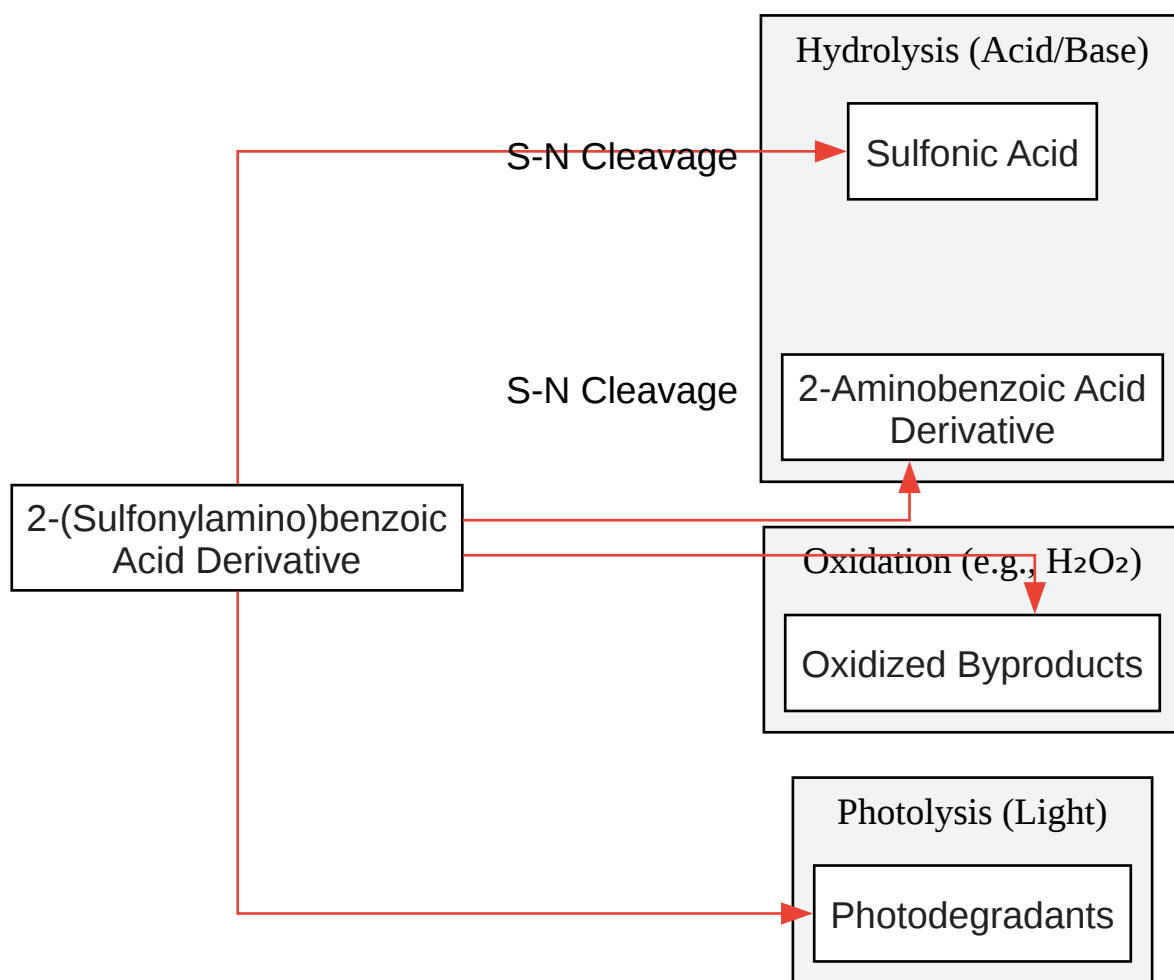 Hydrolysis (Acid/Base)
S-N Cleavage
Sulfonic Acid
S-N Cleavage
2-Aminobenzoic Acid
Derivative
2-(Sulfonylamino)benzoic
Acid Derivative
Oxidation (e.g., H₂O₂)
Oxidized Byproducts
Photolysis (Light)
Photodegradants